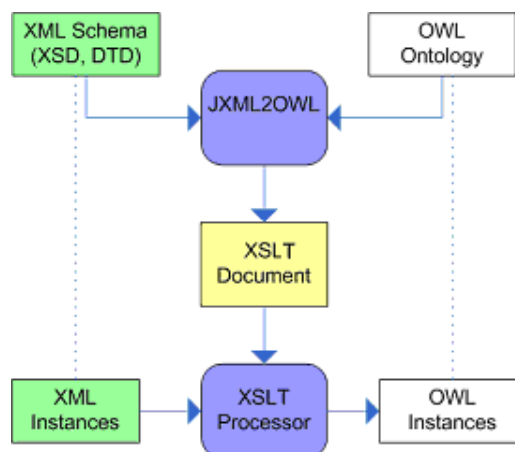 XML Schema
(XSD, DTD)
OWL
Ontology
JXML2OWL
XSLT
Document
XML
Instances
XSLT
Processor
OWL
Instances